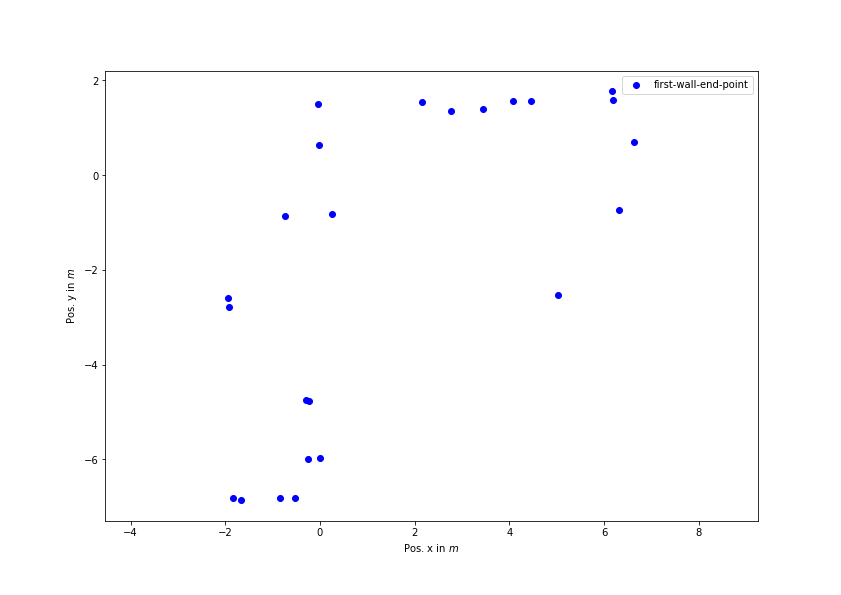 first-wall-end-point
2
0
−2
−4
−6
Pos. y in m
−4 −2 0 2 4 6 8
Pos. x in m